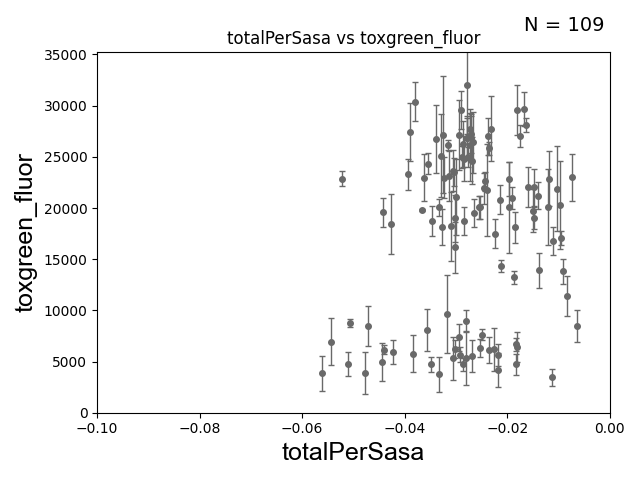 N = 109
totalPerSasa vs toxgreen_fluor
35000
30000
25000
20000
15000
10000
5000
0
toxgreen_fluor
−0.10 −0.08 −0.06 −0.04 −0.02 0.00
totalPerSasa